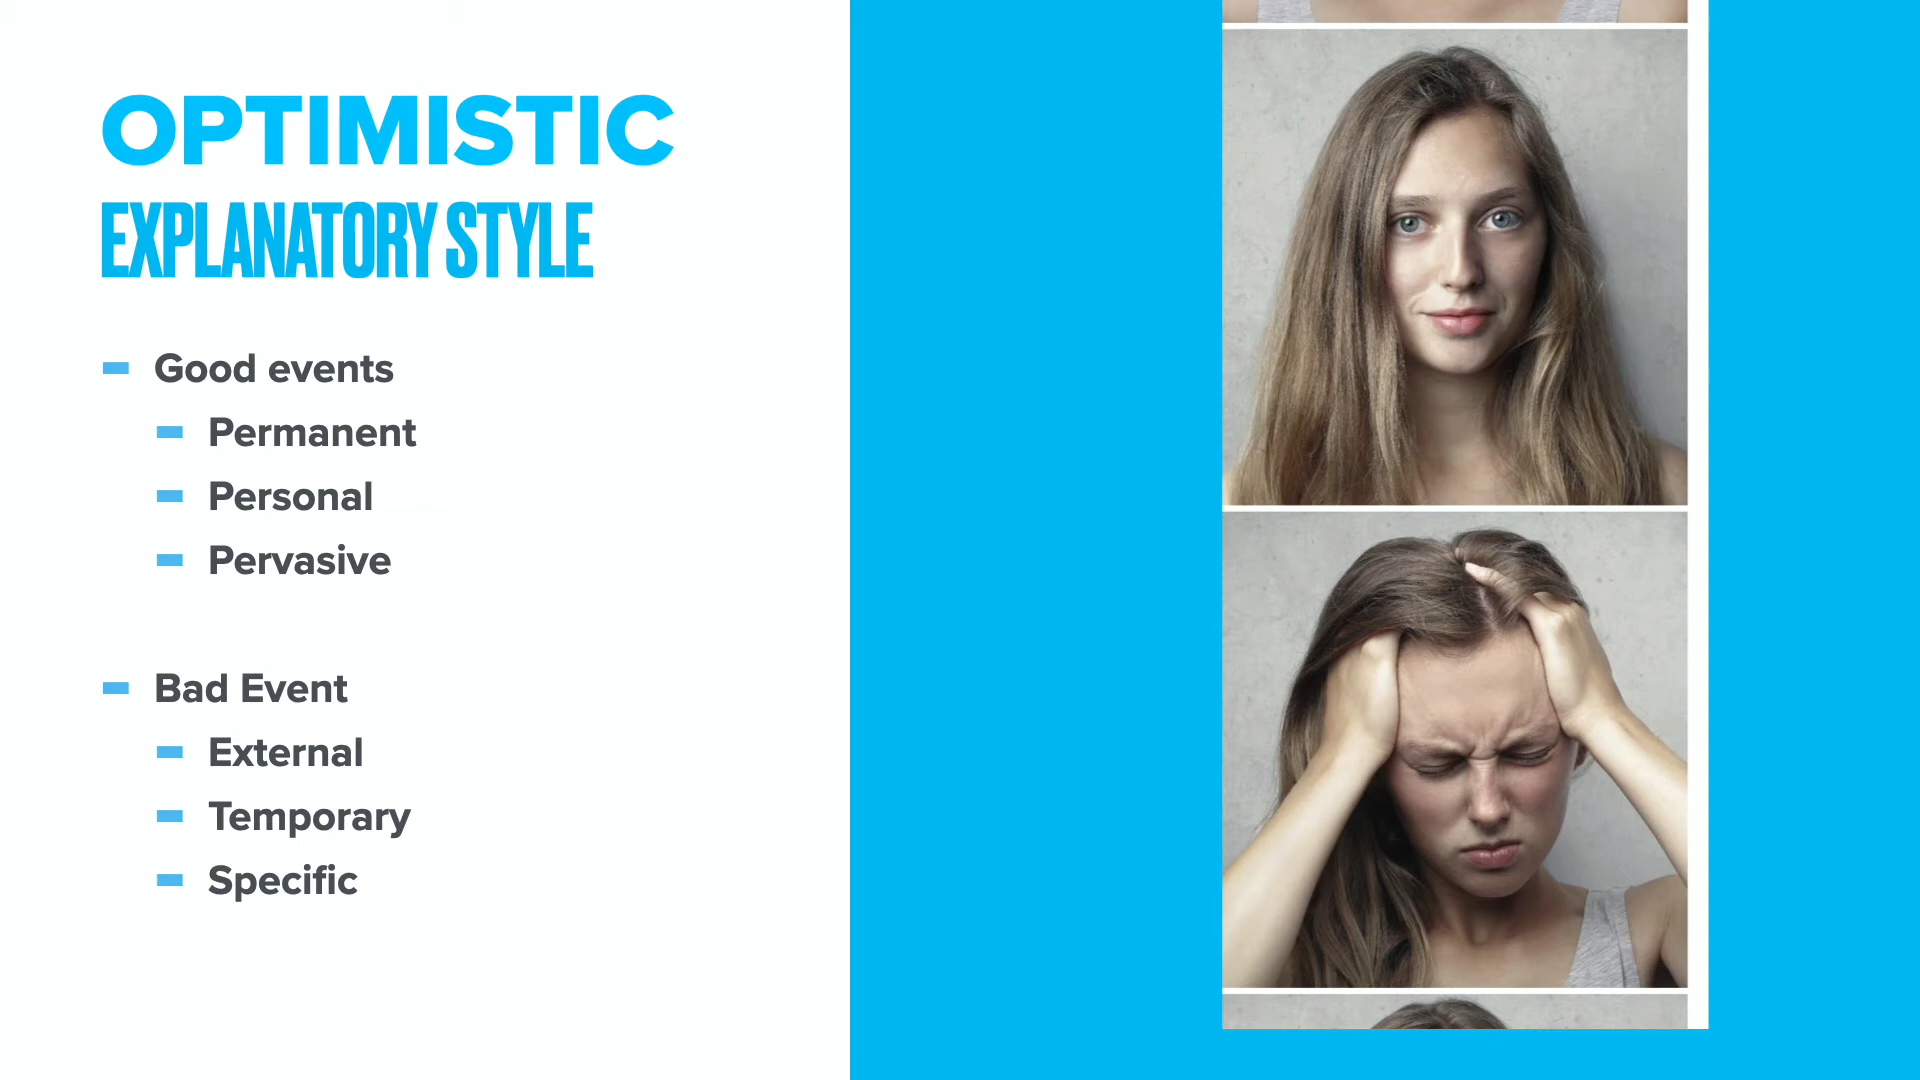 OPTIMISTIC
EXPLANATORY STYLE
Good events
Permanent
Personal
Pervasive
Bad Event
External
Temporary
Specific